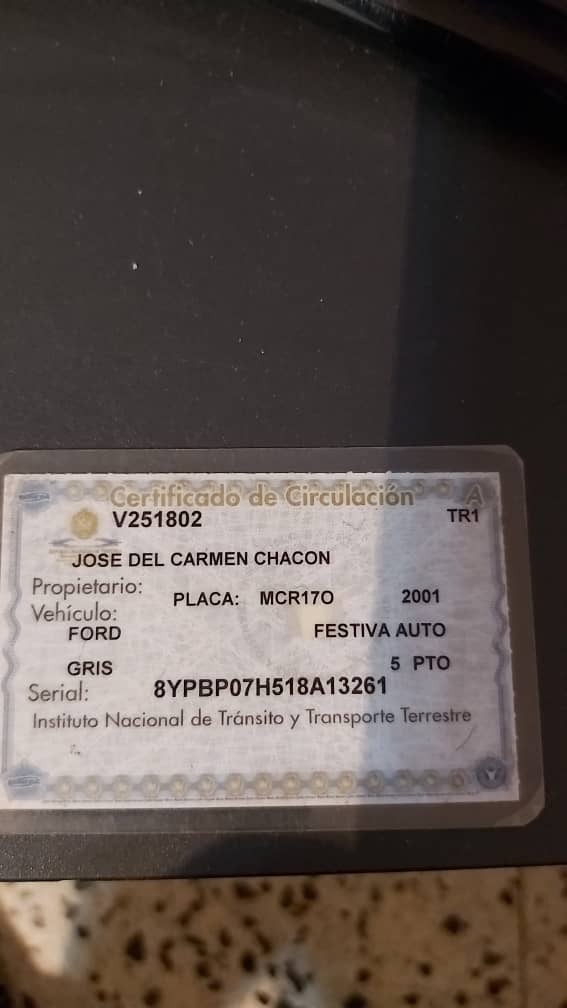 Certificado de Circulación A
V251802 TR1
JOSE DEL CARMEN CHACON
Propietario:
PLACA: MCR17O 2001
Vehículo:
FORD FESTIVA AUTO
GRIS 5 PTO
Serial: 8YPBP07H518A13261
Instituto Nacional de Tránsito y Transporte Terrestre